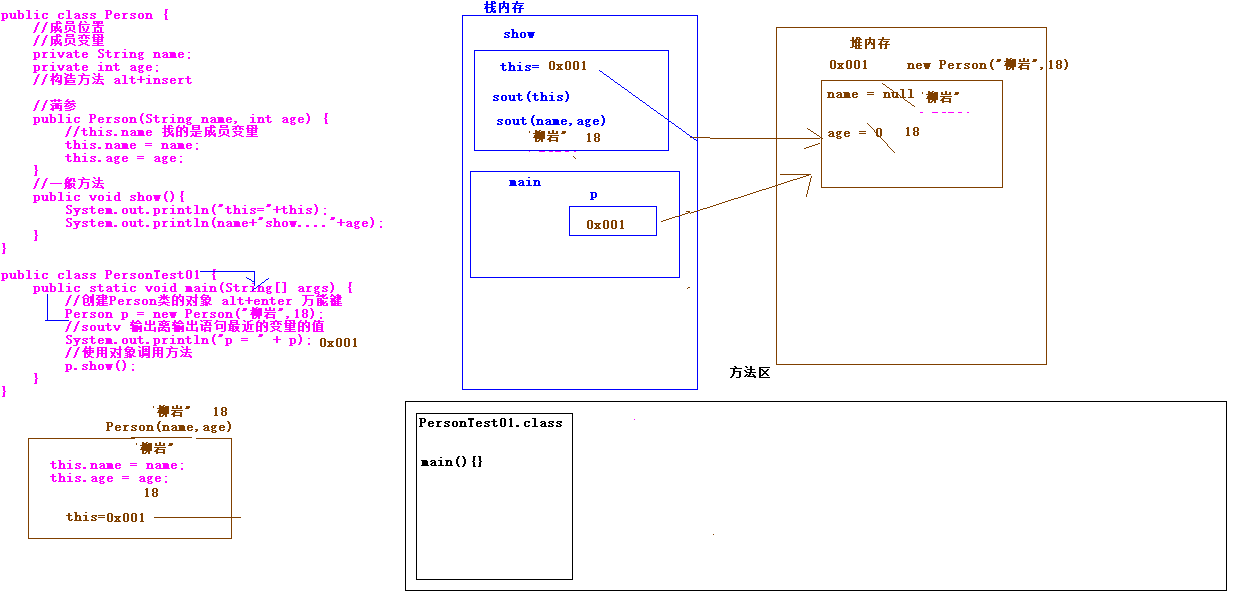 public class Person {
//成员位置
//成员变量
private String name;
private int age;
//构造方法 alt+insert
//满参
public Person(String name, int age) {
//this.name 找的是成员变量
this.name = name;
this.age = age;
}
//一般方法
public void show(){
System.out.println("this="+this);
System.out.println(name+"show...."+age);
}
}
public class PersonTest01 {
public static void main(String[] args) {
//创建Person类的对象 alt+enter 万能键
Person p = new Person("柳岩",18);
//soutv 输出离输出语句最近的变量的值
System.out.println("p = " + p); 0x001
//使用对象调用方法
p.show();
}
}
"柳岩" 18
Person(name,age)
"柳岩"
this.name = name;
this.age = age;
18
this=0x001
栈内存
show
this= 0x001
sout(this)
sout(name,age)
"柳岩" 18
main
p
0x001
堆内存
0x001 new Person("柳岩",18)
name = null "柳岩"
age = 0 18
方法区
PersonTest01.class
main(){}